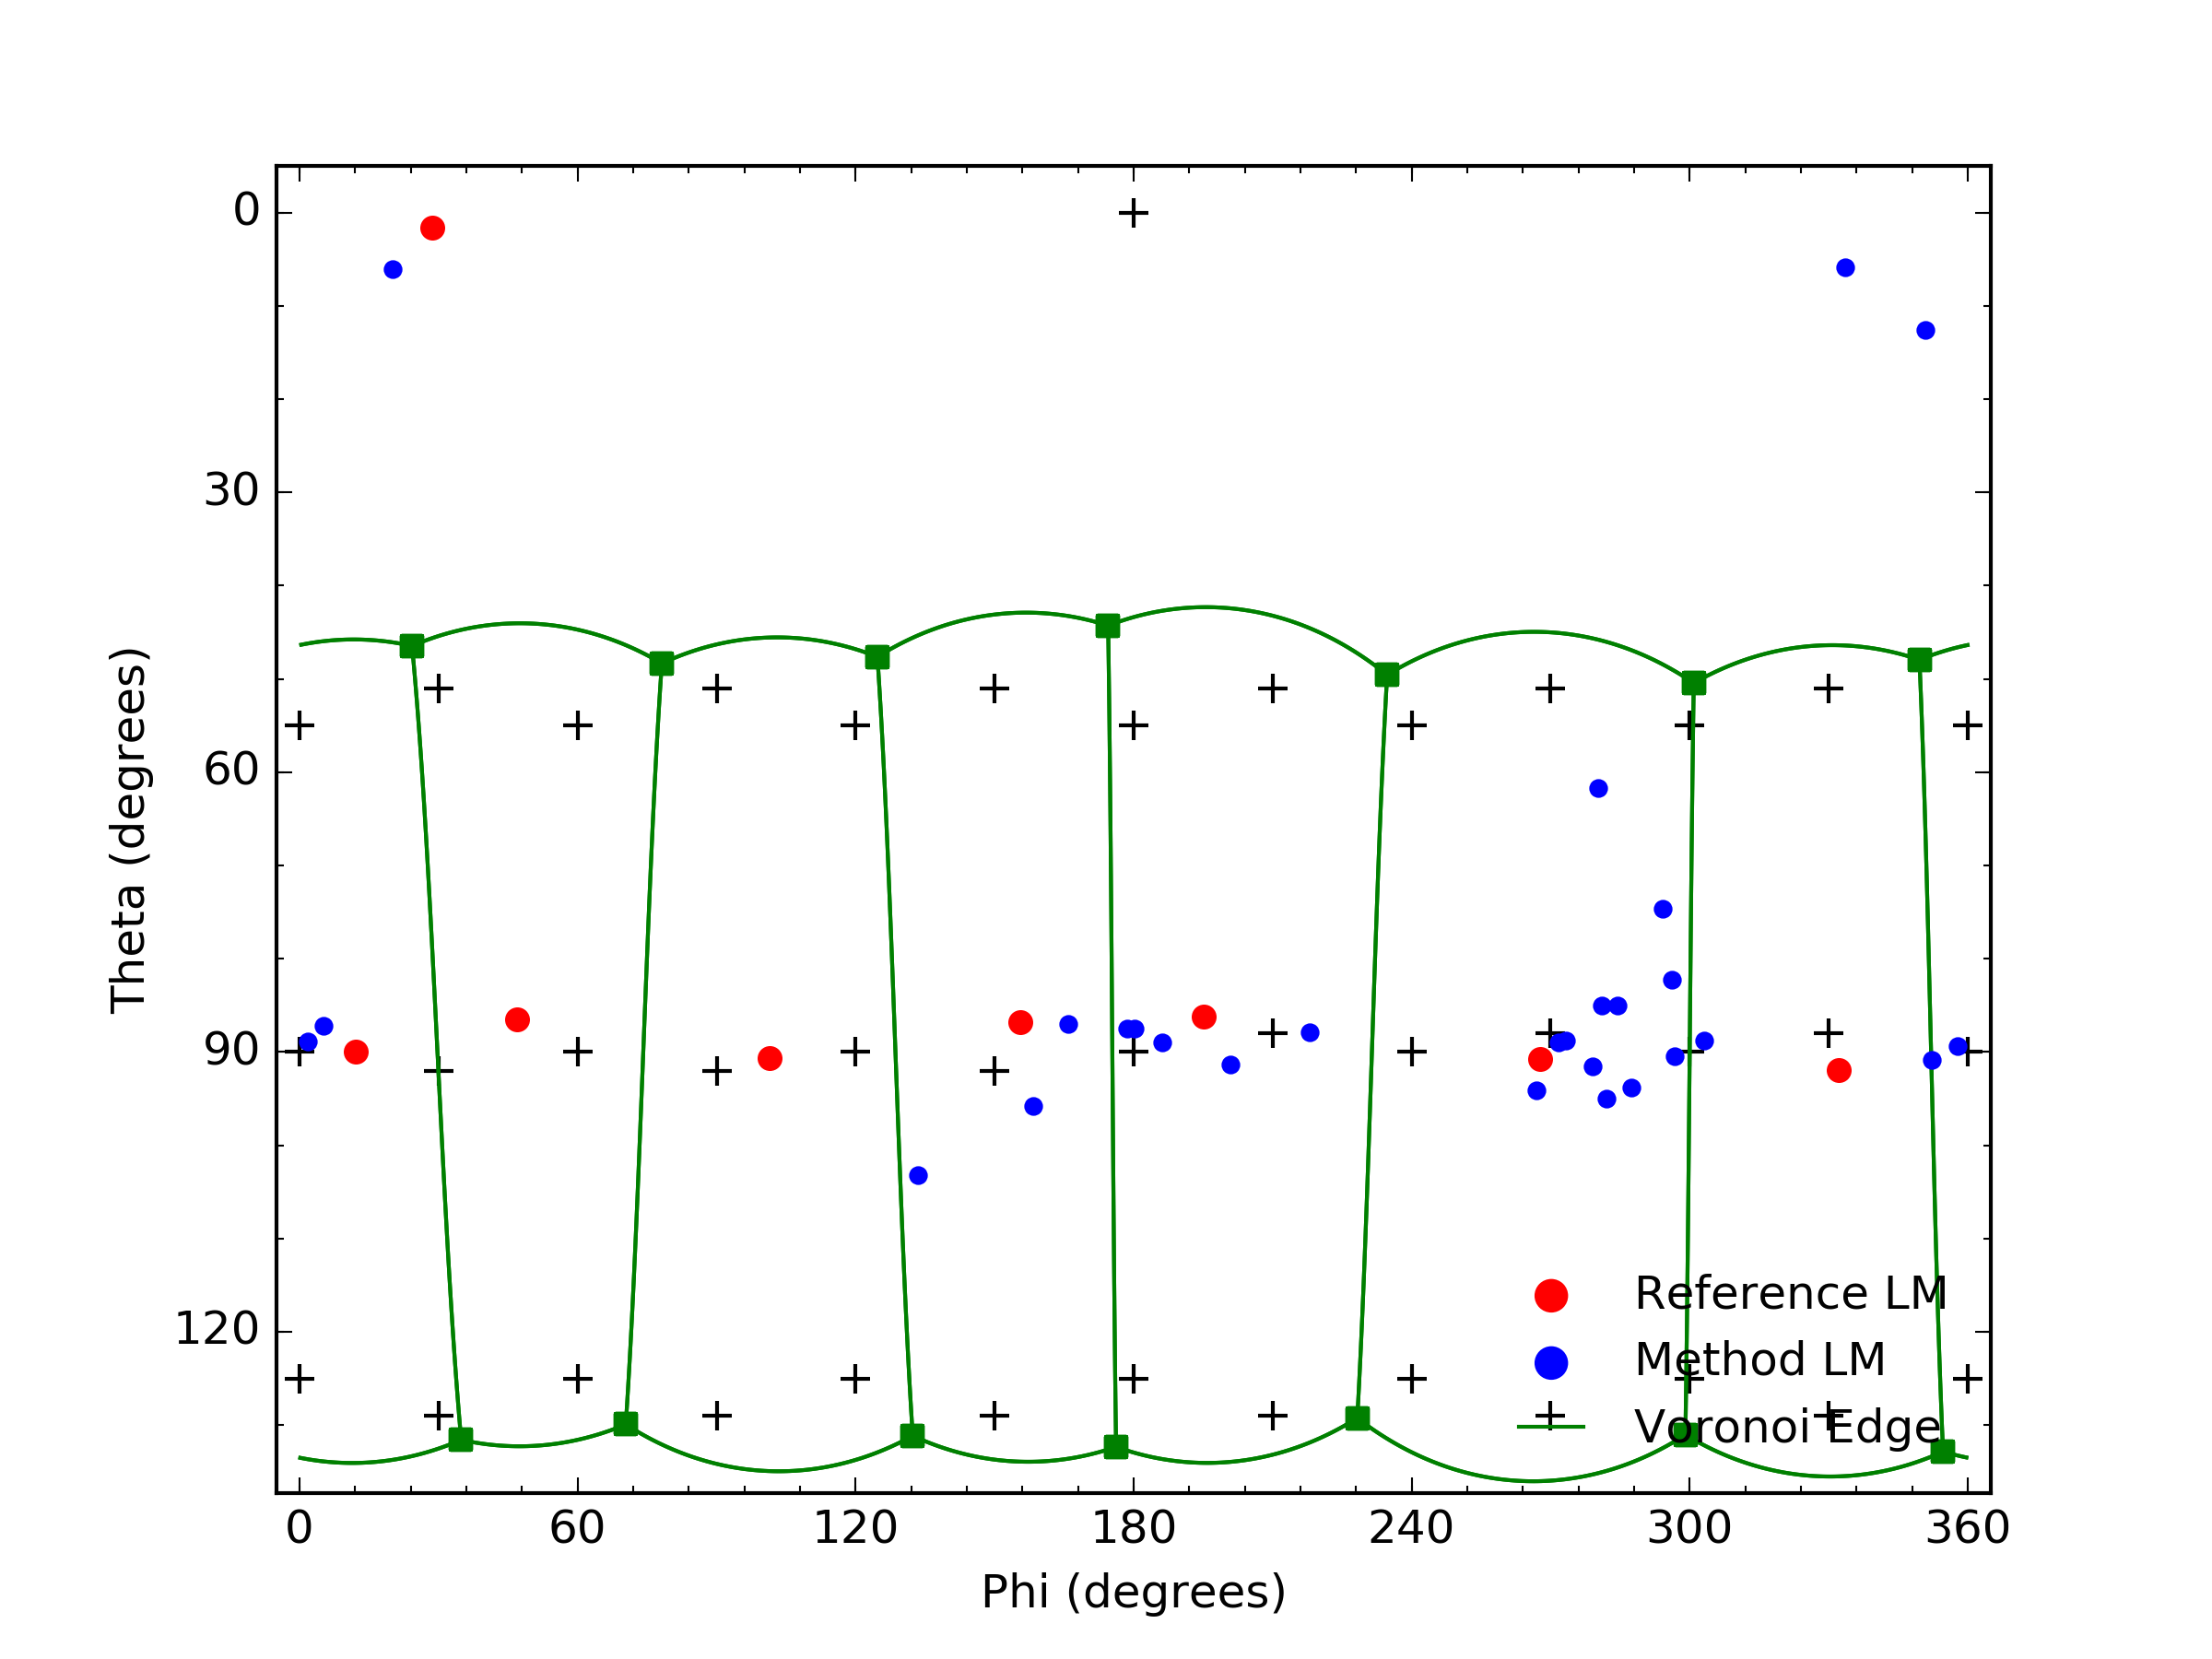 0
30
60
90
120
Theta (degrees)
Reference LM
Method LM
Voronoi Edge
0 60 120 180 240 300 360
Phi (degrees)